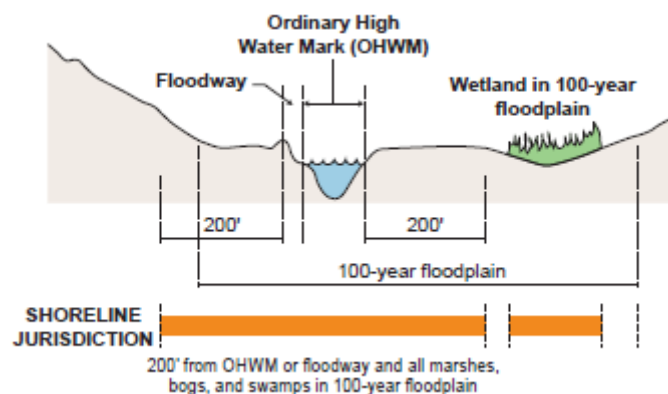 Ordinary High
Water Mark (OHWM)
Floodway
Wetland in 100-year
floodplain
200'
200'
100-year floodplain
SHORELINE
JURISDICTION
200' from OHWM or floodway and all marshes,
bogs, and swamps in 100-year floodplain